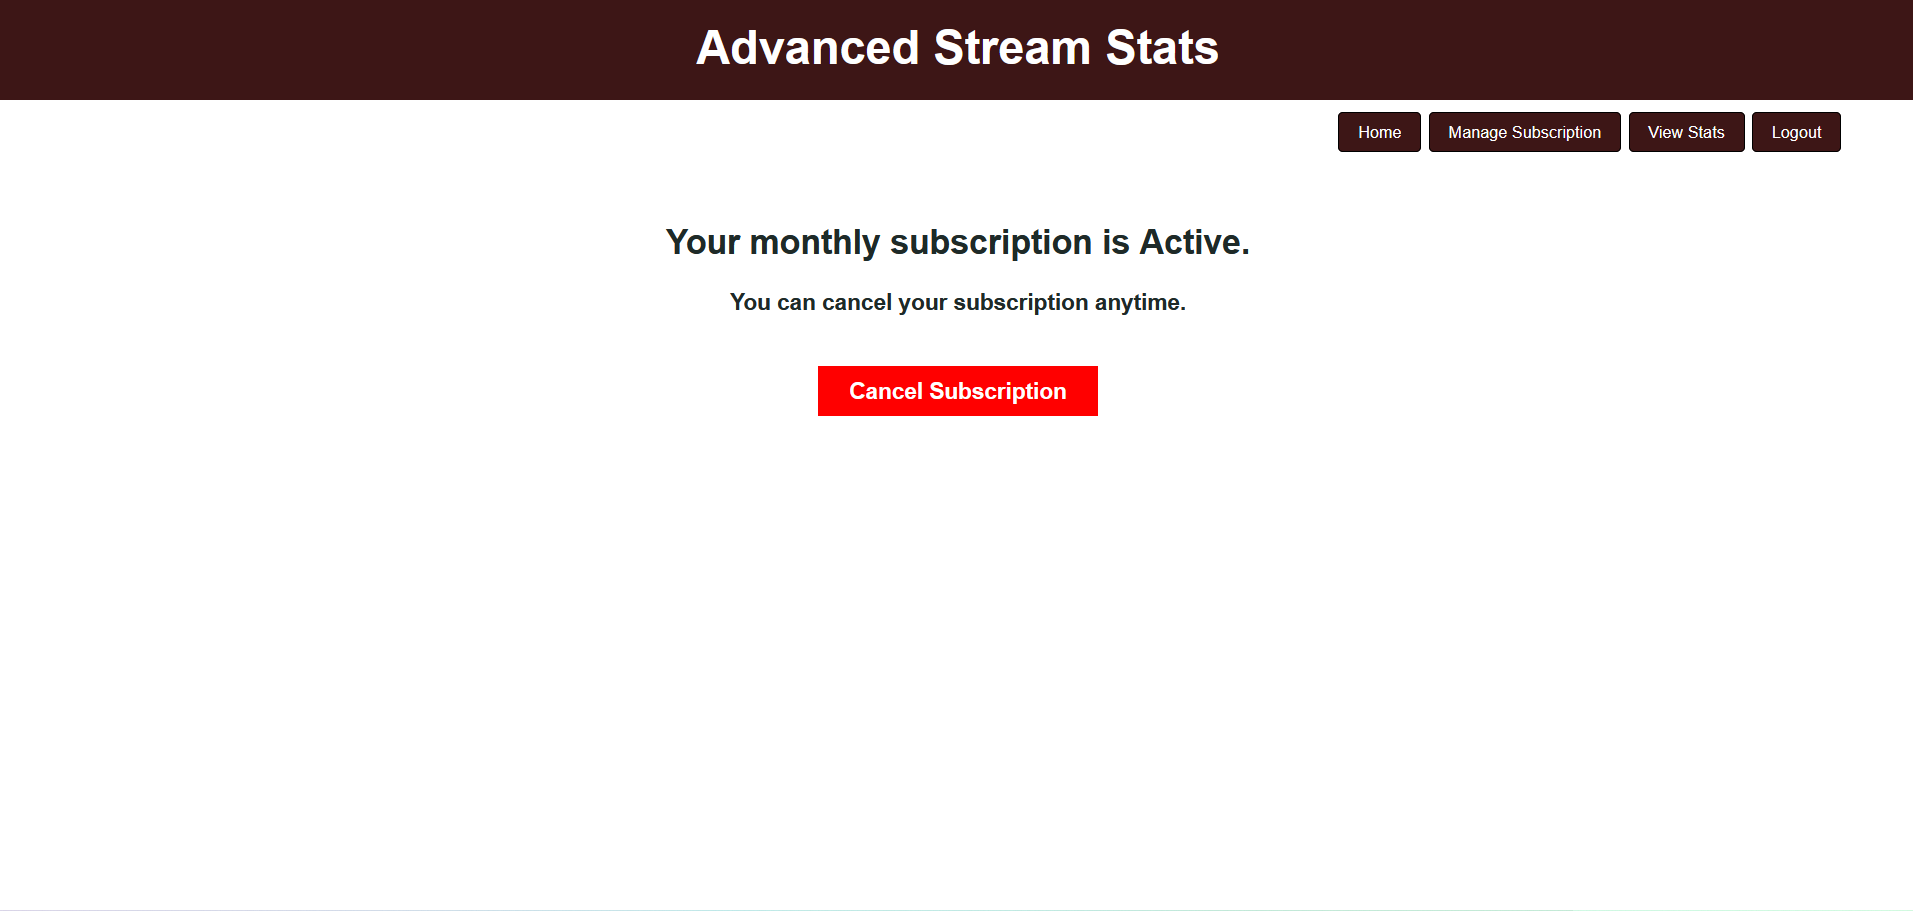 Advanced Stream Stats
Home Manage Subscription View Stats Logout
Your monthly subscription is Active.
You can cancel your subscription anytime.
Cancel Subscription